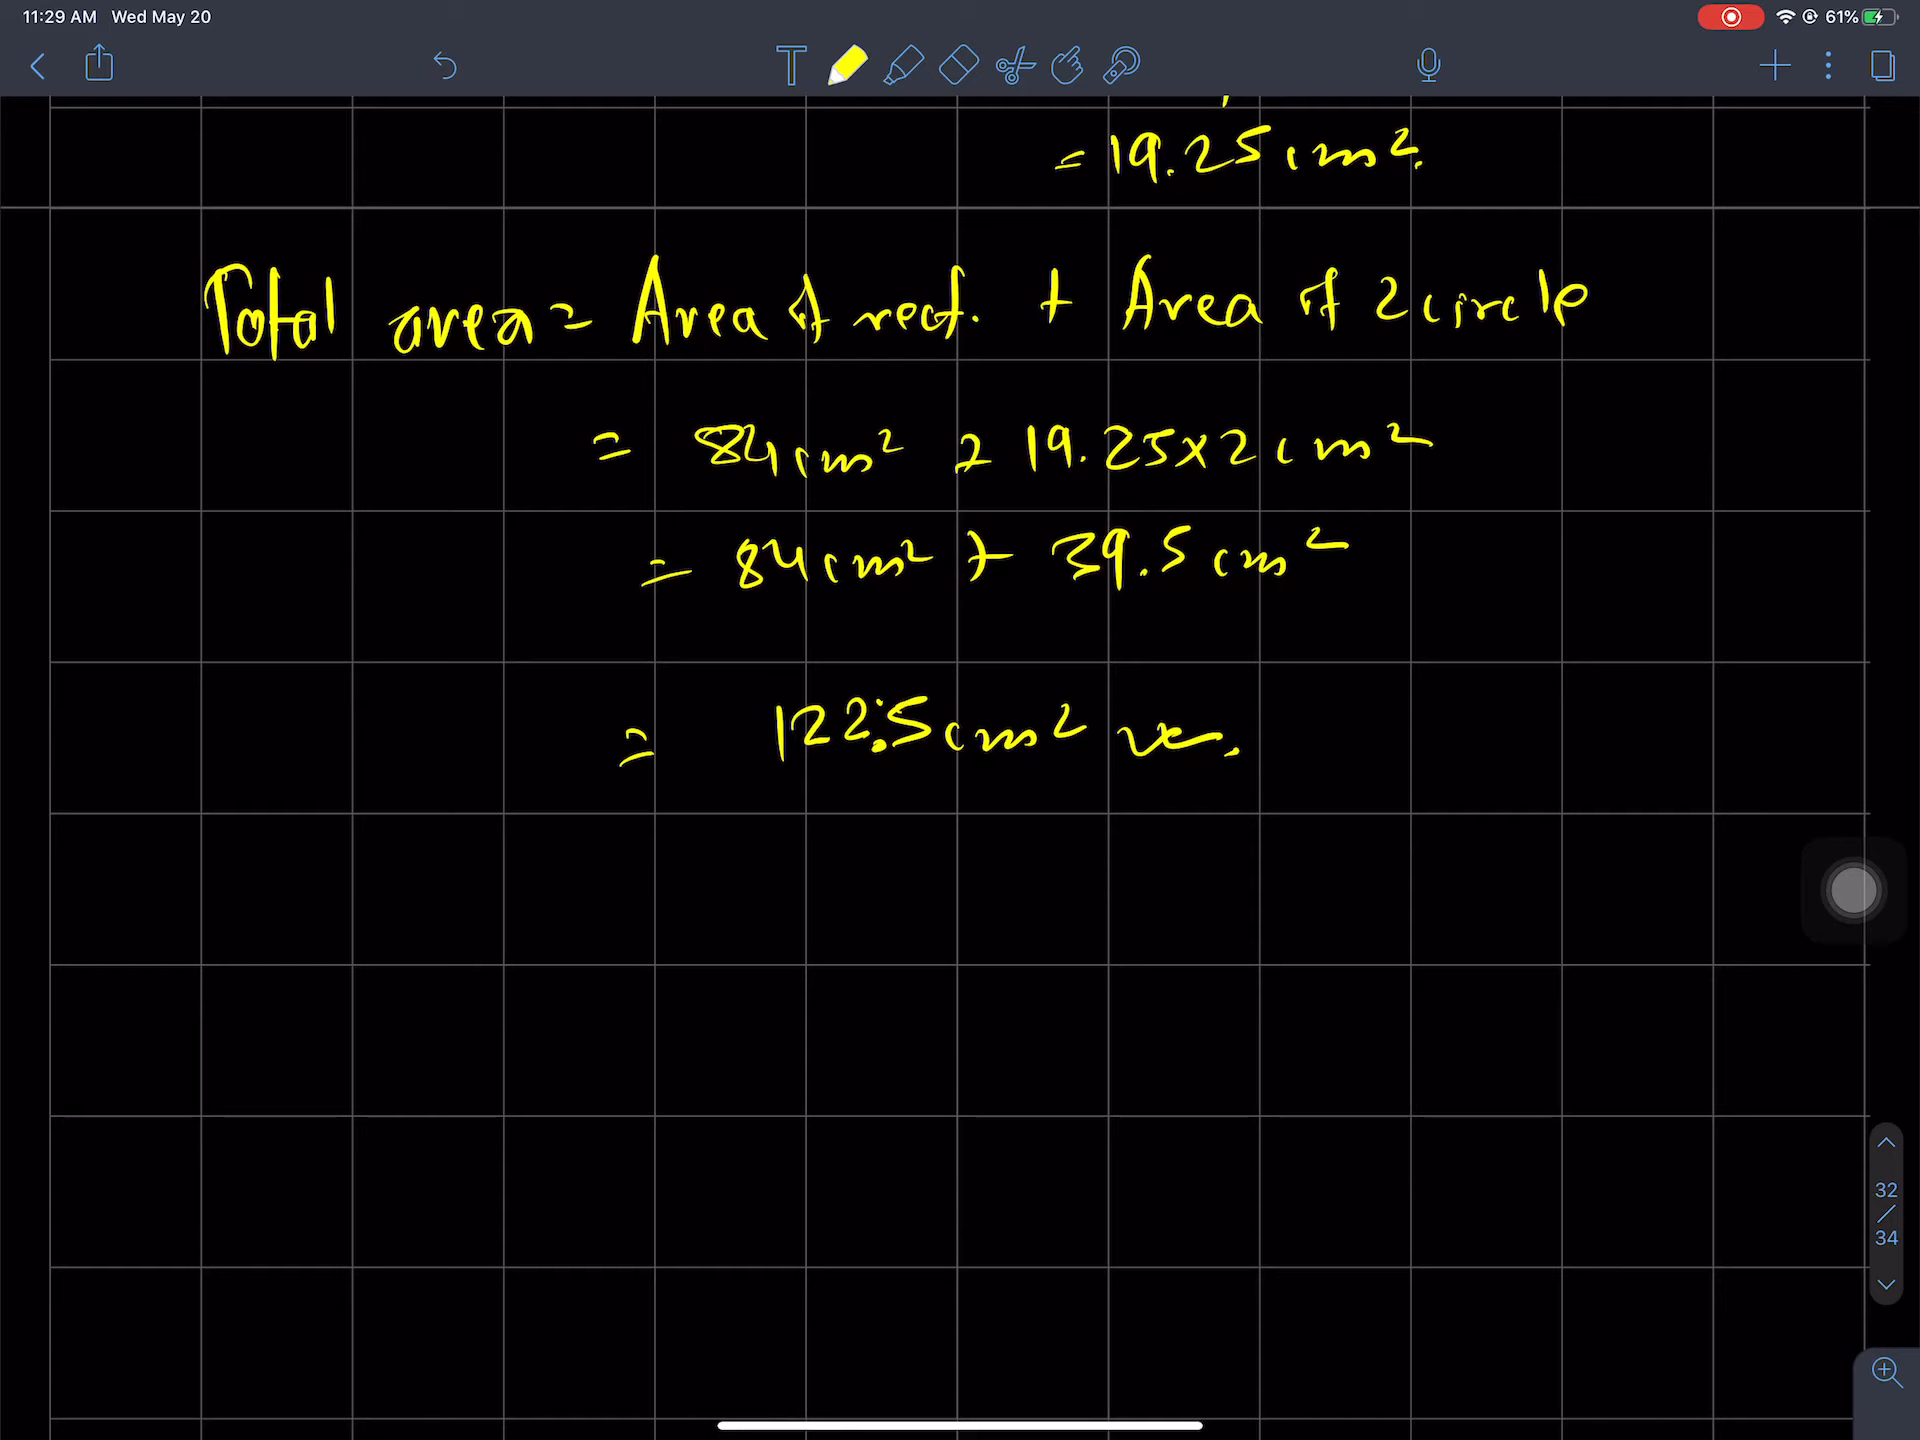 11:29 AM Wed May 20
61%
= 19.25 cm².
Total area = Area of rect. + Area of 2 circle
= 84 cm² + 19.25 × 2 cm²
= 84 cm² + 39.5 cm²
= 122.5 cm²
32
/
34